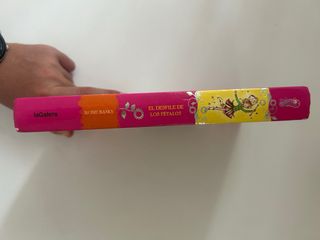 laGalera
ROSIE BANKS
EL DESFILE DE
LOS PÉTALOS